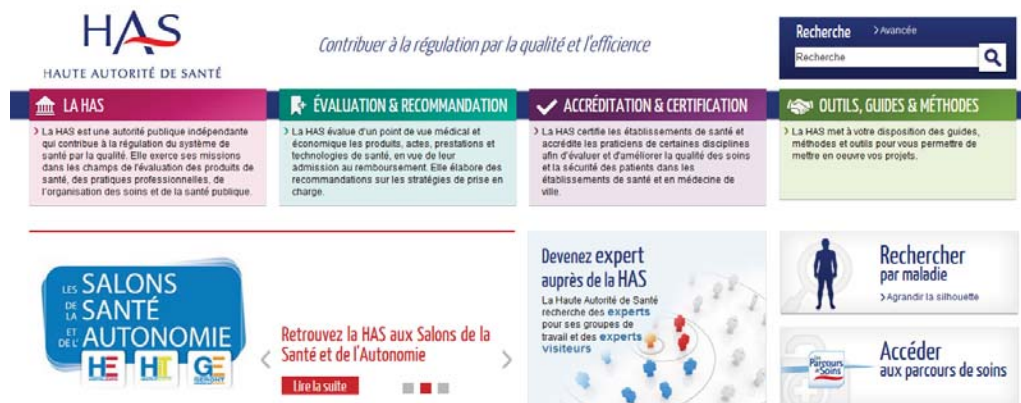 HAS
HAUTE AUTORITÉ DE SANTÉ
Contribuer à la régulation par la qualité et l'efficience
Recherche
Avancée
Recherche
LA HAS
La HAS est une autorité publique indépendante
qui contribue à la régulation du système de
santé par la qualité. Elle exerce ses missions
dans les champs de l'évaluation des produits de
santé, des pratiques professionnelles, de
l'organisation des soins et de la santé publique.
ÉVALUATION & RECOMMANDATION
La HAS évalue d'un point de vue médical et
économique les produits, actes, prestations et
technologies de santé, en vue de leur
admission au remboursement. Elle élabore des
recommandations sur les stratégies de prise en
charge.
ACCRÉDITATION & CERTIFICATION
La HAS certifie les établissements de santé et
accrédite les praticiens de certaines disciplines
afin d'évaluer et d'améliorer la qualité des soins
et la sécurité des patients dans les
établissements de santé et en médecine de
ville.
OUTILS, GUIDES & MÉTHODES
La HAS met à votre disposition des guides,
méthodes et outils pour vous permettre de
mettre en oeuvre vos projets.
LES SALONS
DE LA SANTÉ
ET DE L' AUTONOMIE
HE HIT GE
Retrouvez la HAS aux Salons de la
Santé et de l'Autonomie
Lire la suite
Devenez expert
auprès de la HAS
La Haute Autorité de Santé
recherche des experts
pour ses groupes de
travail et des experts
visiteurs
Rechercher
par maladie
Agrandir la silhouette
Parcours
de Soins
Accéder
aux parcours de soins